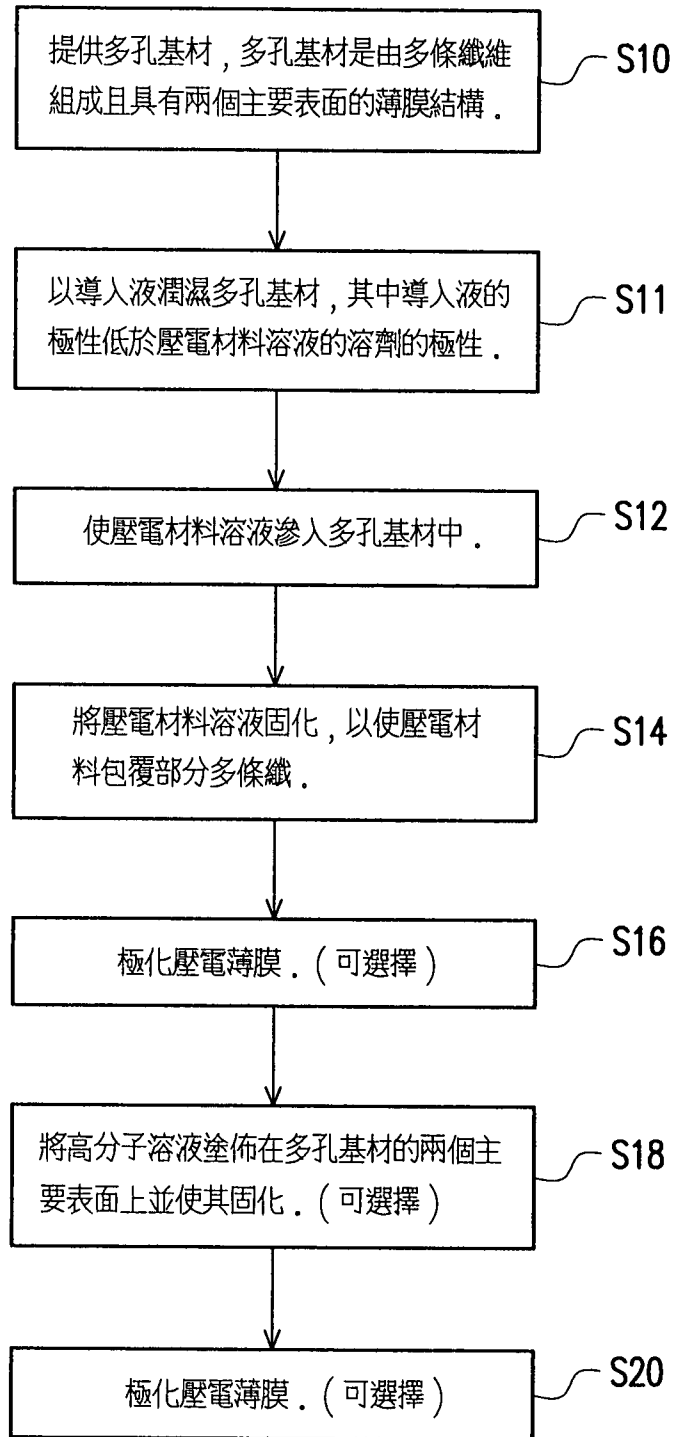 提供多孔基材,多孔基材是由多條纖維
組成且具有兩個主要表面的薄膜結構.
S10
以導入液潤濕多孔基材,其中導入液的
極性低於壓電材料溶液的溶劑的極性.
S11
使壓電材料溶液滲入多孔基材中.
S12
將壓電材料溶液固化,以使壓電材
料包覆部分多條纖.
S14
極化壓電薄膜.(可選擇)
S16
將高分子溶液塗佈在多孔基材的兩個主
要表面上並使其固化.(可選擇)
S18
極化壓電薄膜.(可選擇)
S20